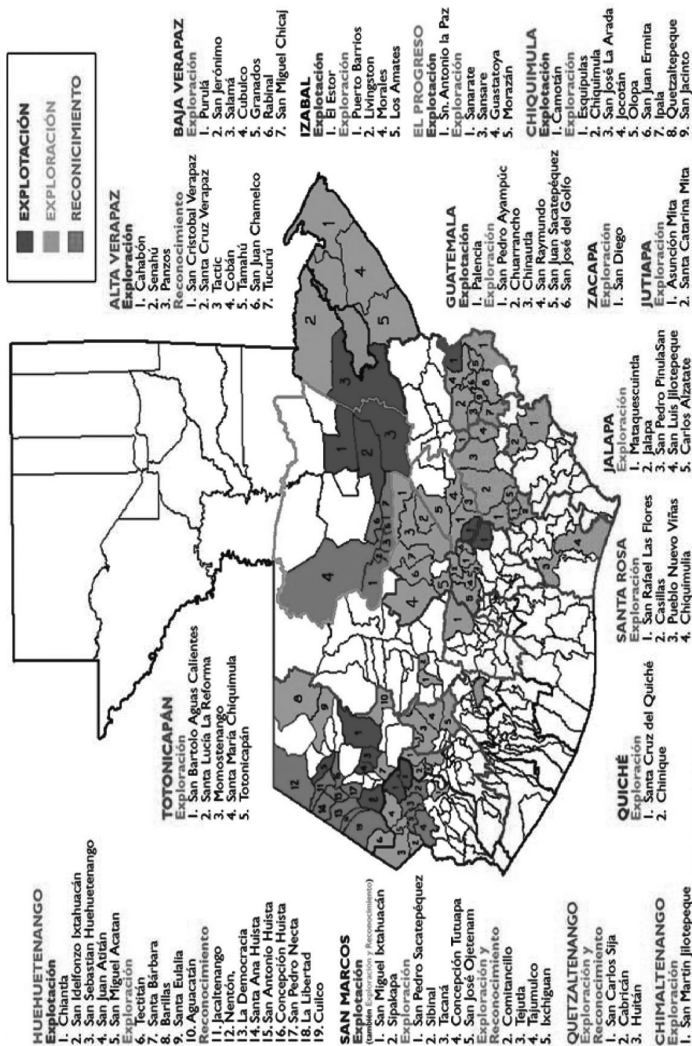 EXPLOTACIÓN
EXPLORACIÓN
RECONICIMIENTO
HUEHUETENANGO
Explotación
1. Chiantla
2. San Idelfonzo Ixtahuacán
3. San Sebastian Huehuetenango
4. San Juan Atitán
5. San Miguel Acatan
Exploración
6. Tectitán
7. Santa Bárbara
8. Barillas
9. Santa Eulalia
10. Aguacatán
Reconocimiento
11. Jacaltenango
12. Nentón,
13. La Democracia
14. Santa Ana Huista
15. San Antonio Huista
16. Concepción Huista
17. San Pedro Necta
18. La Libertad
19. Cuilco
SAN MARCOS
Explotación
(también Exploración y Reconocimiento)
1. San Miguel Ixtahuacán
2. Sipakapa
Exploración
1. San Pedro Sacatepéquez
2. Sibinal
3. Tacaná
4. Concepción Tutuapa
5. San José Ojetenam
Exploración y
Reconocimiento
2. Comitancillo
3. Tejutla
4. Tajumulco
5. Ixchiguan
QUETZALTENANGO
Exploración y
Reconocimiento
1. San Carlos Sija
2. Cabricán
3. Huitán
CHIMALTENANGO
Exploración
1. San Martín Jilotepeque
TOTONICAPÁN
Exploración
1. San Bartolo Aguas Calientes
2. Santa Lucía La Reforma
3. Momostenango
4. Santa María Chiquimula
5. Totonicapán
QUICHÉ
Exploración
1. Santa Cruz del Quiché
2. Chinique
SANTA ROSA
Exploración
1. San Rafael Las Flores
2. Casillas
3. Pueblo Nuevo Viñas
4. Chiquimulia
JALAPA
Exploración
1. Mataquescuintla
2. Jalapa
3. San Pedro PinulaSan
4. San Luis Jilotepeque
5. Carlos Alzatate
ALTA VERAPAZ
Exploración
1. Cahabón
2. Senahú
3. Panzos
Reconocimiento
1. San Cristobal Verapaz
2. Santa Cruz Verapaz
3 Tactic
4. Cobán
5. Tamahú
6. San Juan Chamelco
7. Tucurú
GUATEMALA
Explotación
1. Palencia
Exploración
1. San Pedro Ayampúc
2. Chuarrancho
3. Chinautla
4. San Raymundo
5. San Juan Sacatepéquez
6. San José del Golfo
ZACAPA
Exploración
1. San Diego
JUTIAPA
Exploración
1. Asunción Mita
2. Santa Catarina Mita
BAJA VERAPAZ
Exploración
1. Purulá
2. San Jerónimo
3. Salamá
4. Cubulco
5. Granados
6. Rabinal
7. San Miguel Chicaj
IZABAL
Explotación
1. El Estor
Exploración
1. Puerto Barrios
2. Livingston
4. Morales
5. Los Amates
EL PROGRESO
Explotación
1. Sn. Antonio la Paz
Exploración
1. Sanarate
3. Sansare
4. Guastatoya
5. Morazán
CHIQUIMULA
Explotación
1. Camotán
Exploración
1. Esquipulas
2. Chiquimula
3. San José La Arada
4. Jocotán
5. Olopa
6. San Juan Ermita
7. Ipala
8. Quetzaltepeque
9. San Jacinto